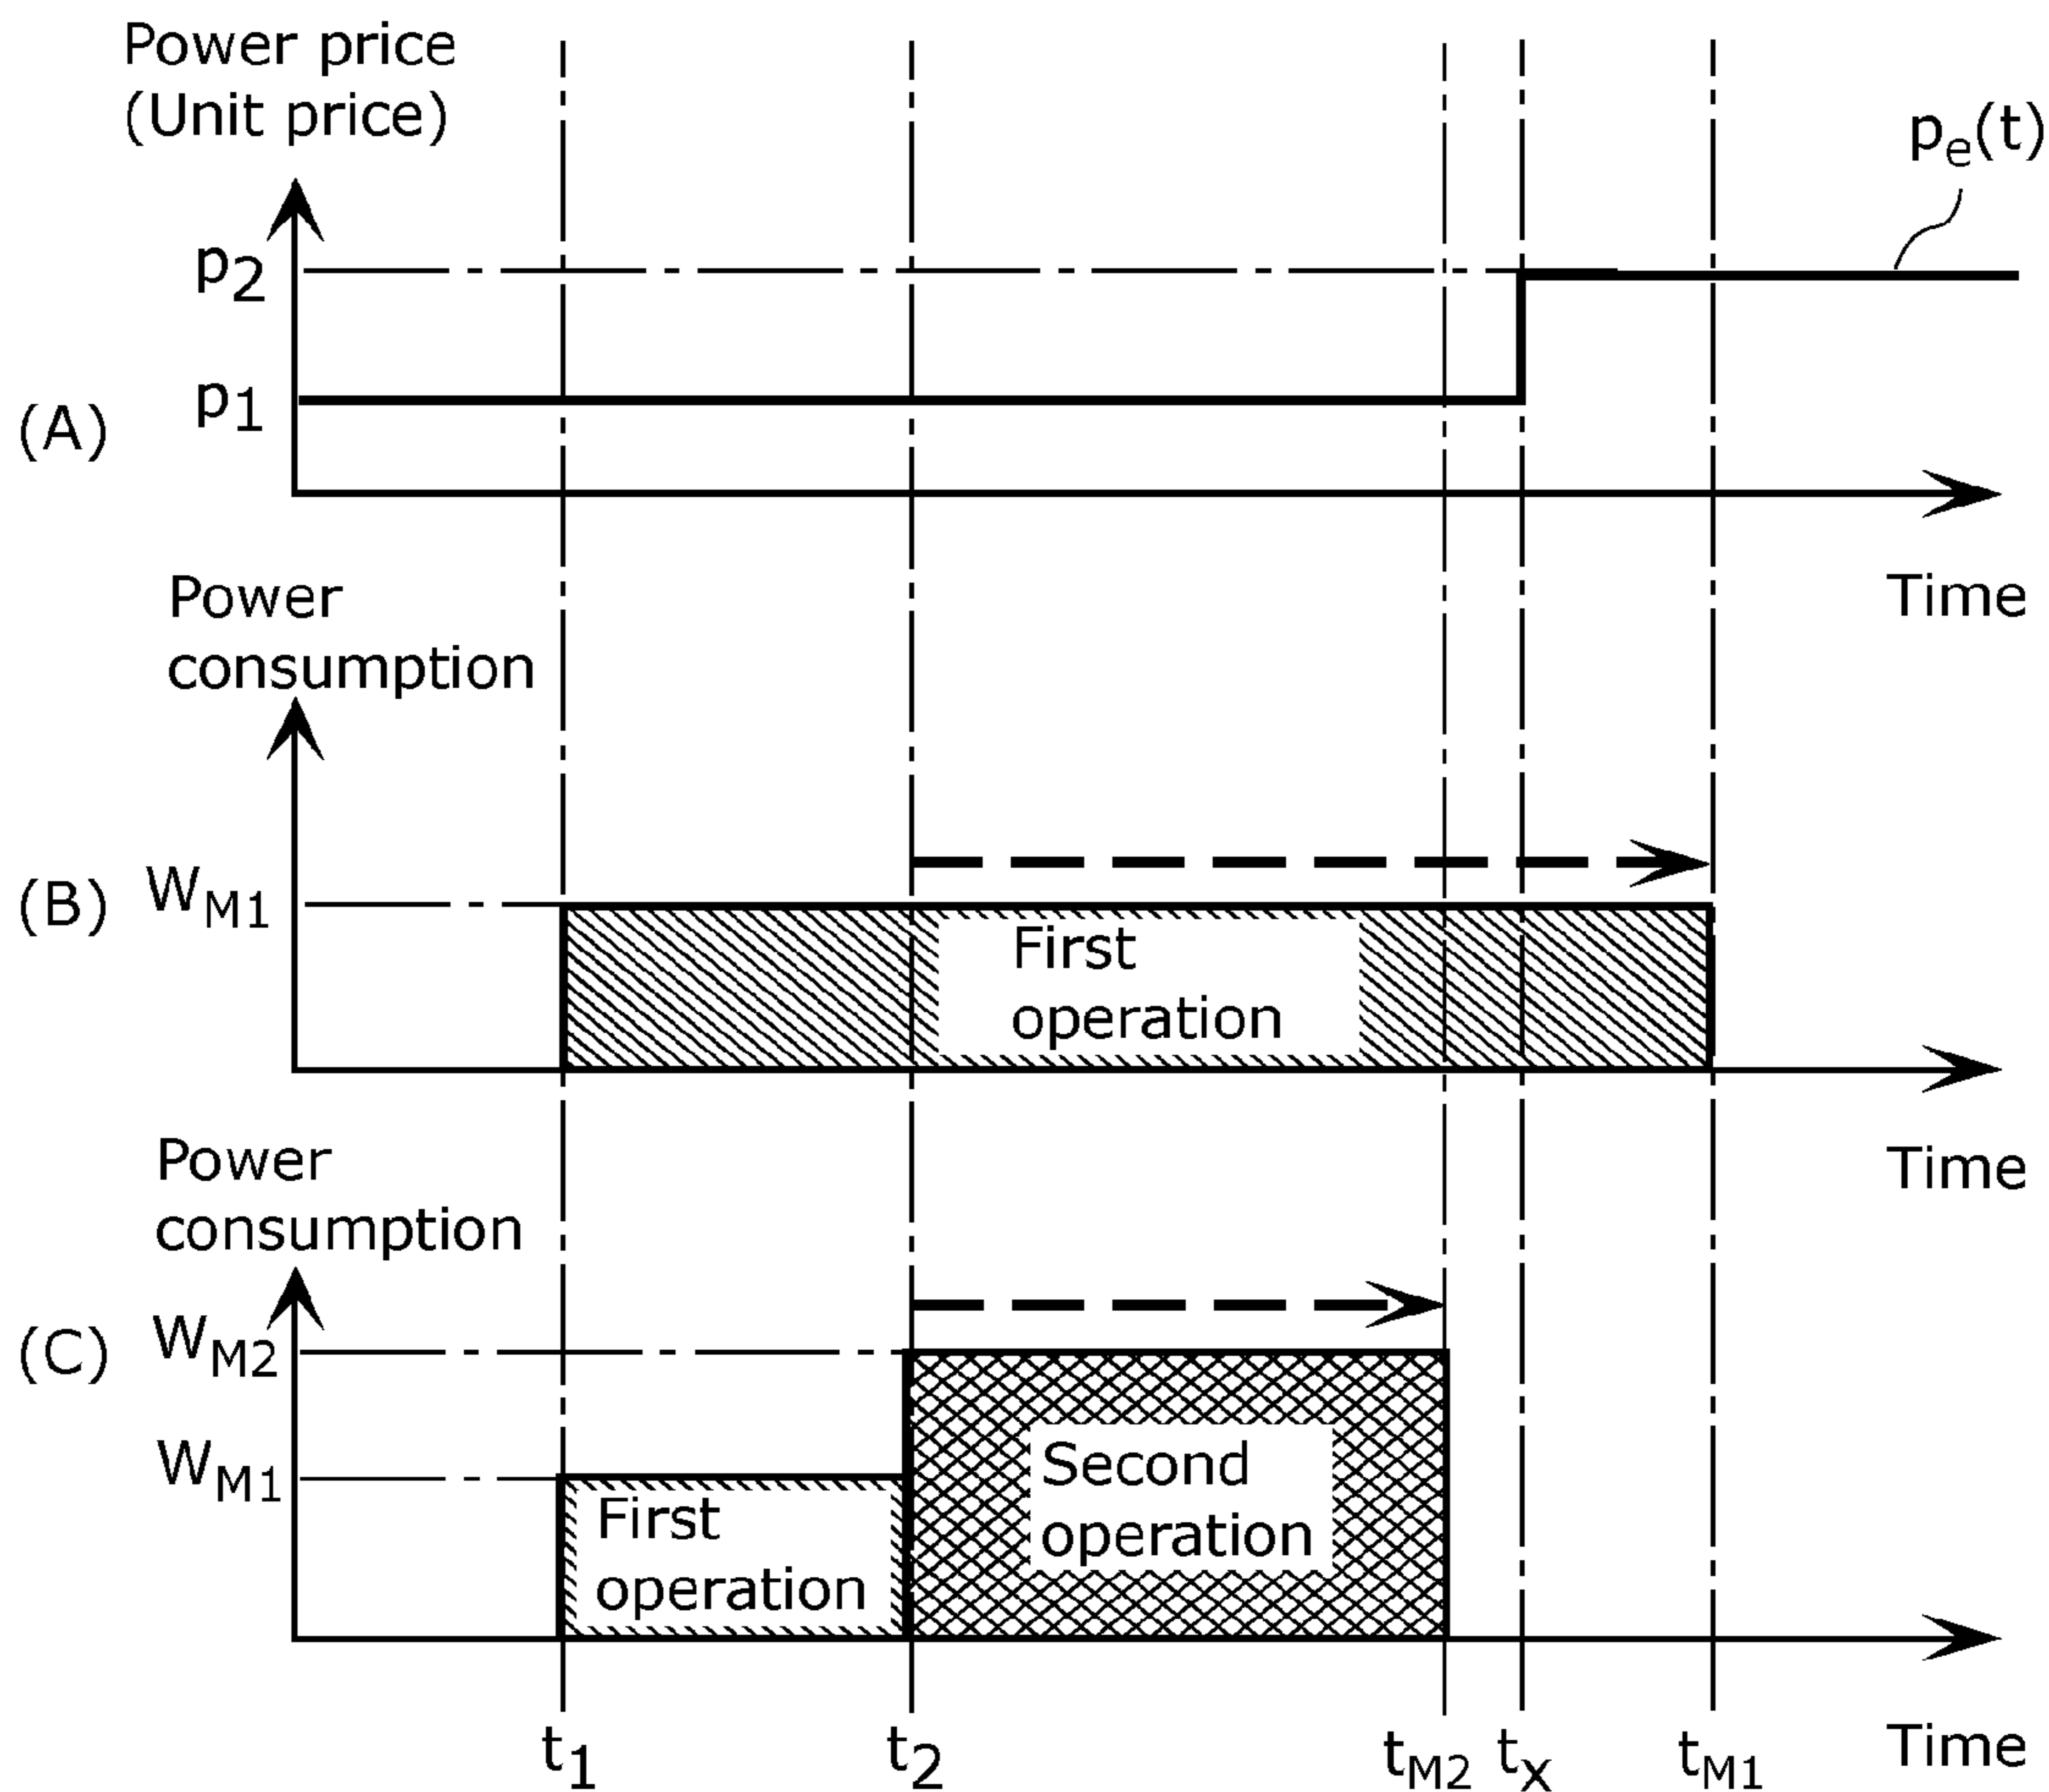 Power price
(Unit price)
pe(t)
p2
p1
(A)
Time
Power
consumption
(B)
WM1
First
operation
Time
Power
consumption
(C)
WM2
WM1
First
operation
Second
operation
t1
t2
tM2
tX
tM1
Time